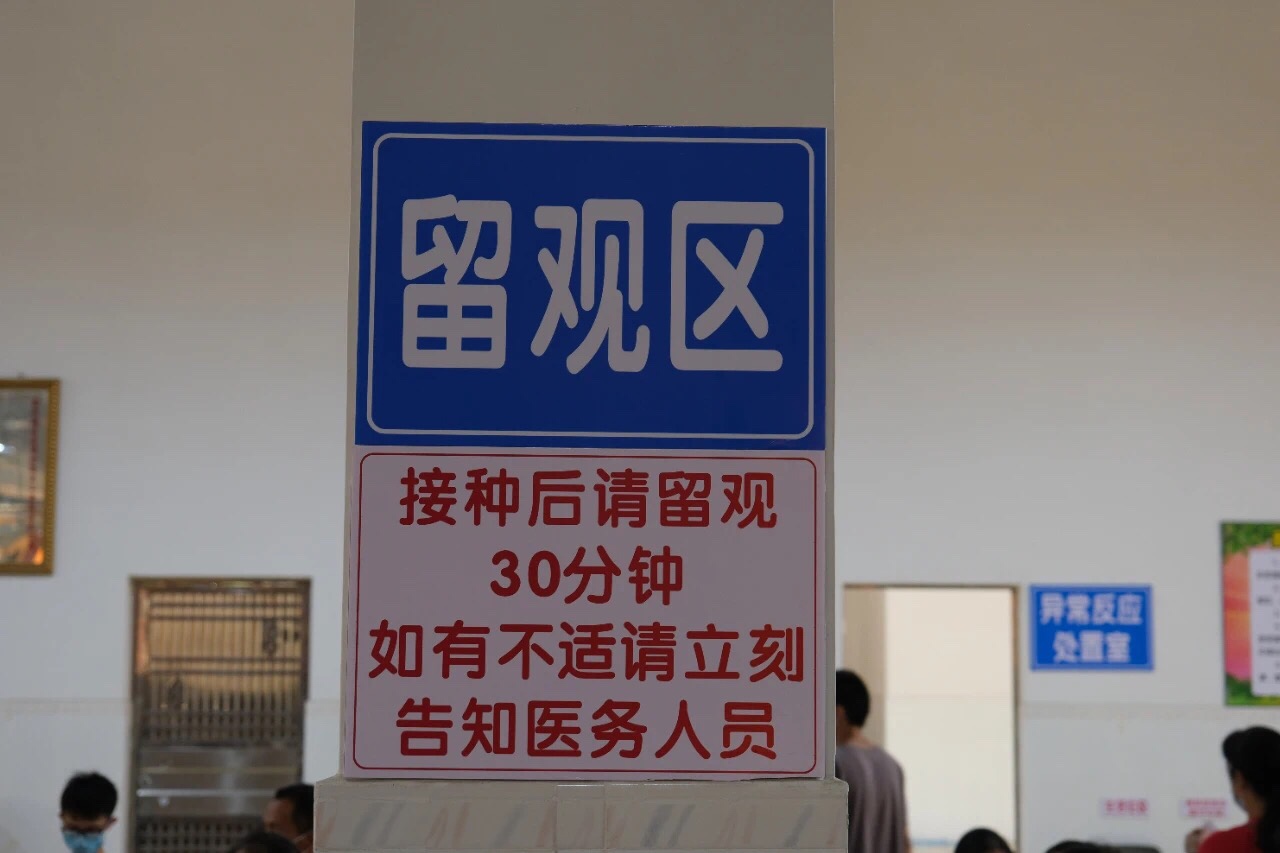 留观区
接种后请留观
30分钟
如有不适请立刻
告知医务人员
异常反应
处置室